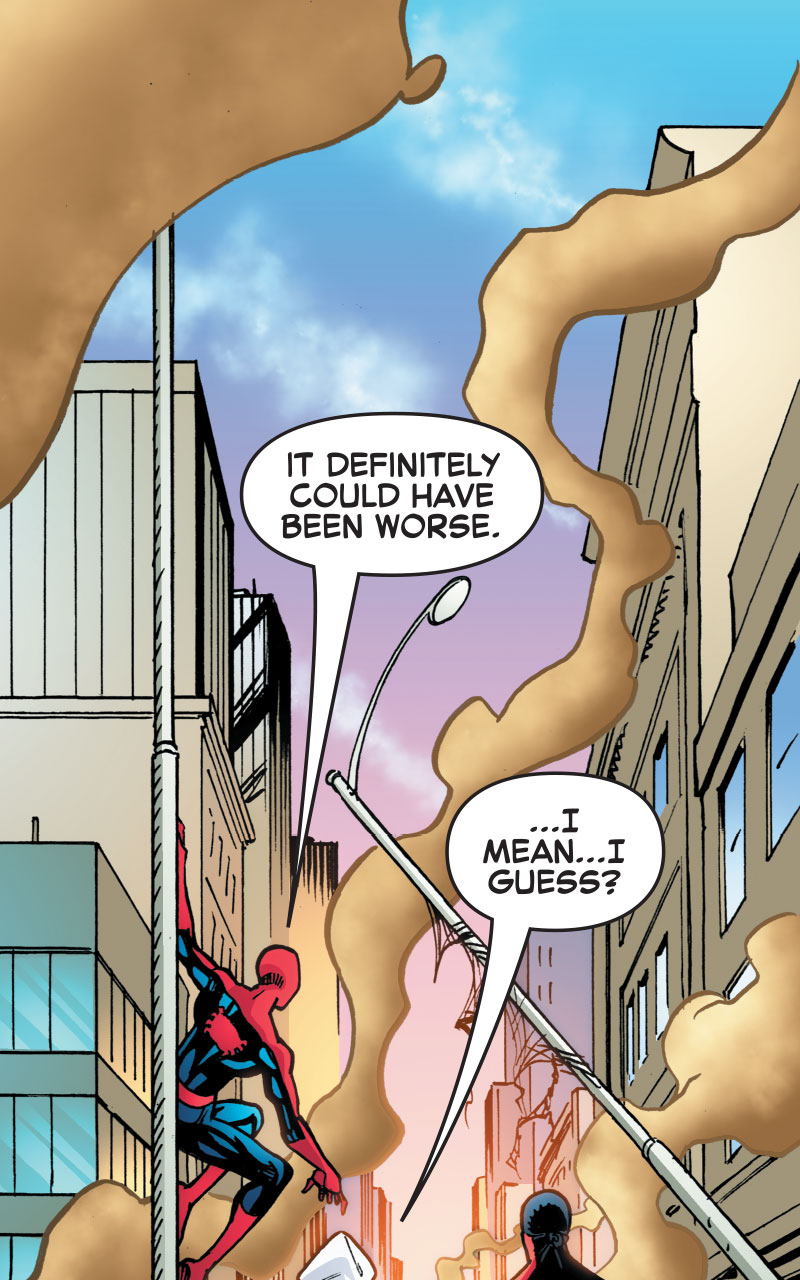 IT DEFINITELY
COULD HAVE
BEEN WORSE.
...I
MEAN...I
GUESS?